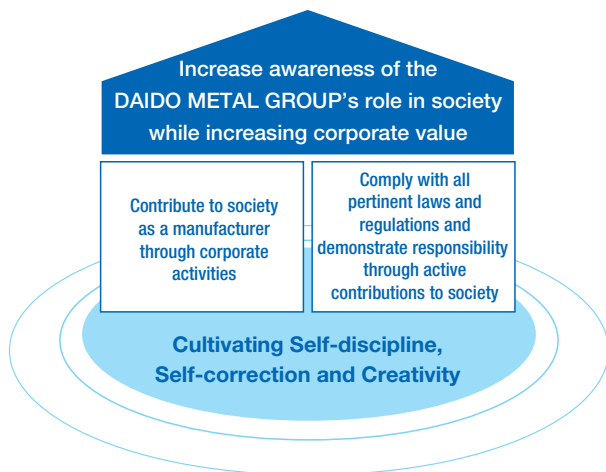 Increase awareness of the
DAIDO METAL GROUP's role in society
while increasing corporate value
Contribute to society
as a manufacturer
through corporate
activities
Comply with all
pertinent laws and
regulations and
demonstrate responsibility
through active
contributions to society
Cultivating Self-discipline,
Self-correction and Creativity